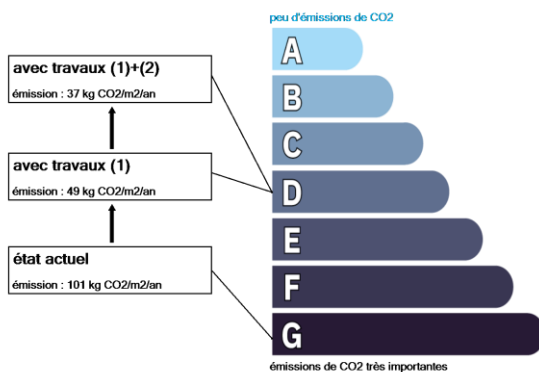 peu d'émissions de CO2
A
avec travaux (1)+(2)
émission : 37 kg CO2/m2/an
B
C
avec travaux (1)
émission : 49 kg CO2/m2/an
D
E
état actuel
émission : 101 kg CO2/m2/an
F
G
émissions de CO2 très importantes